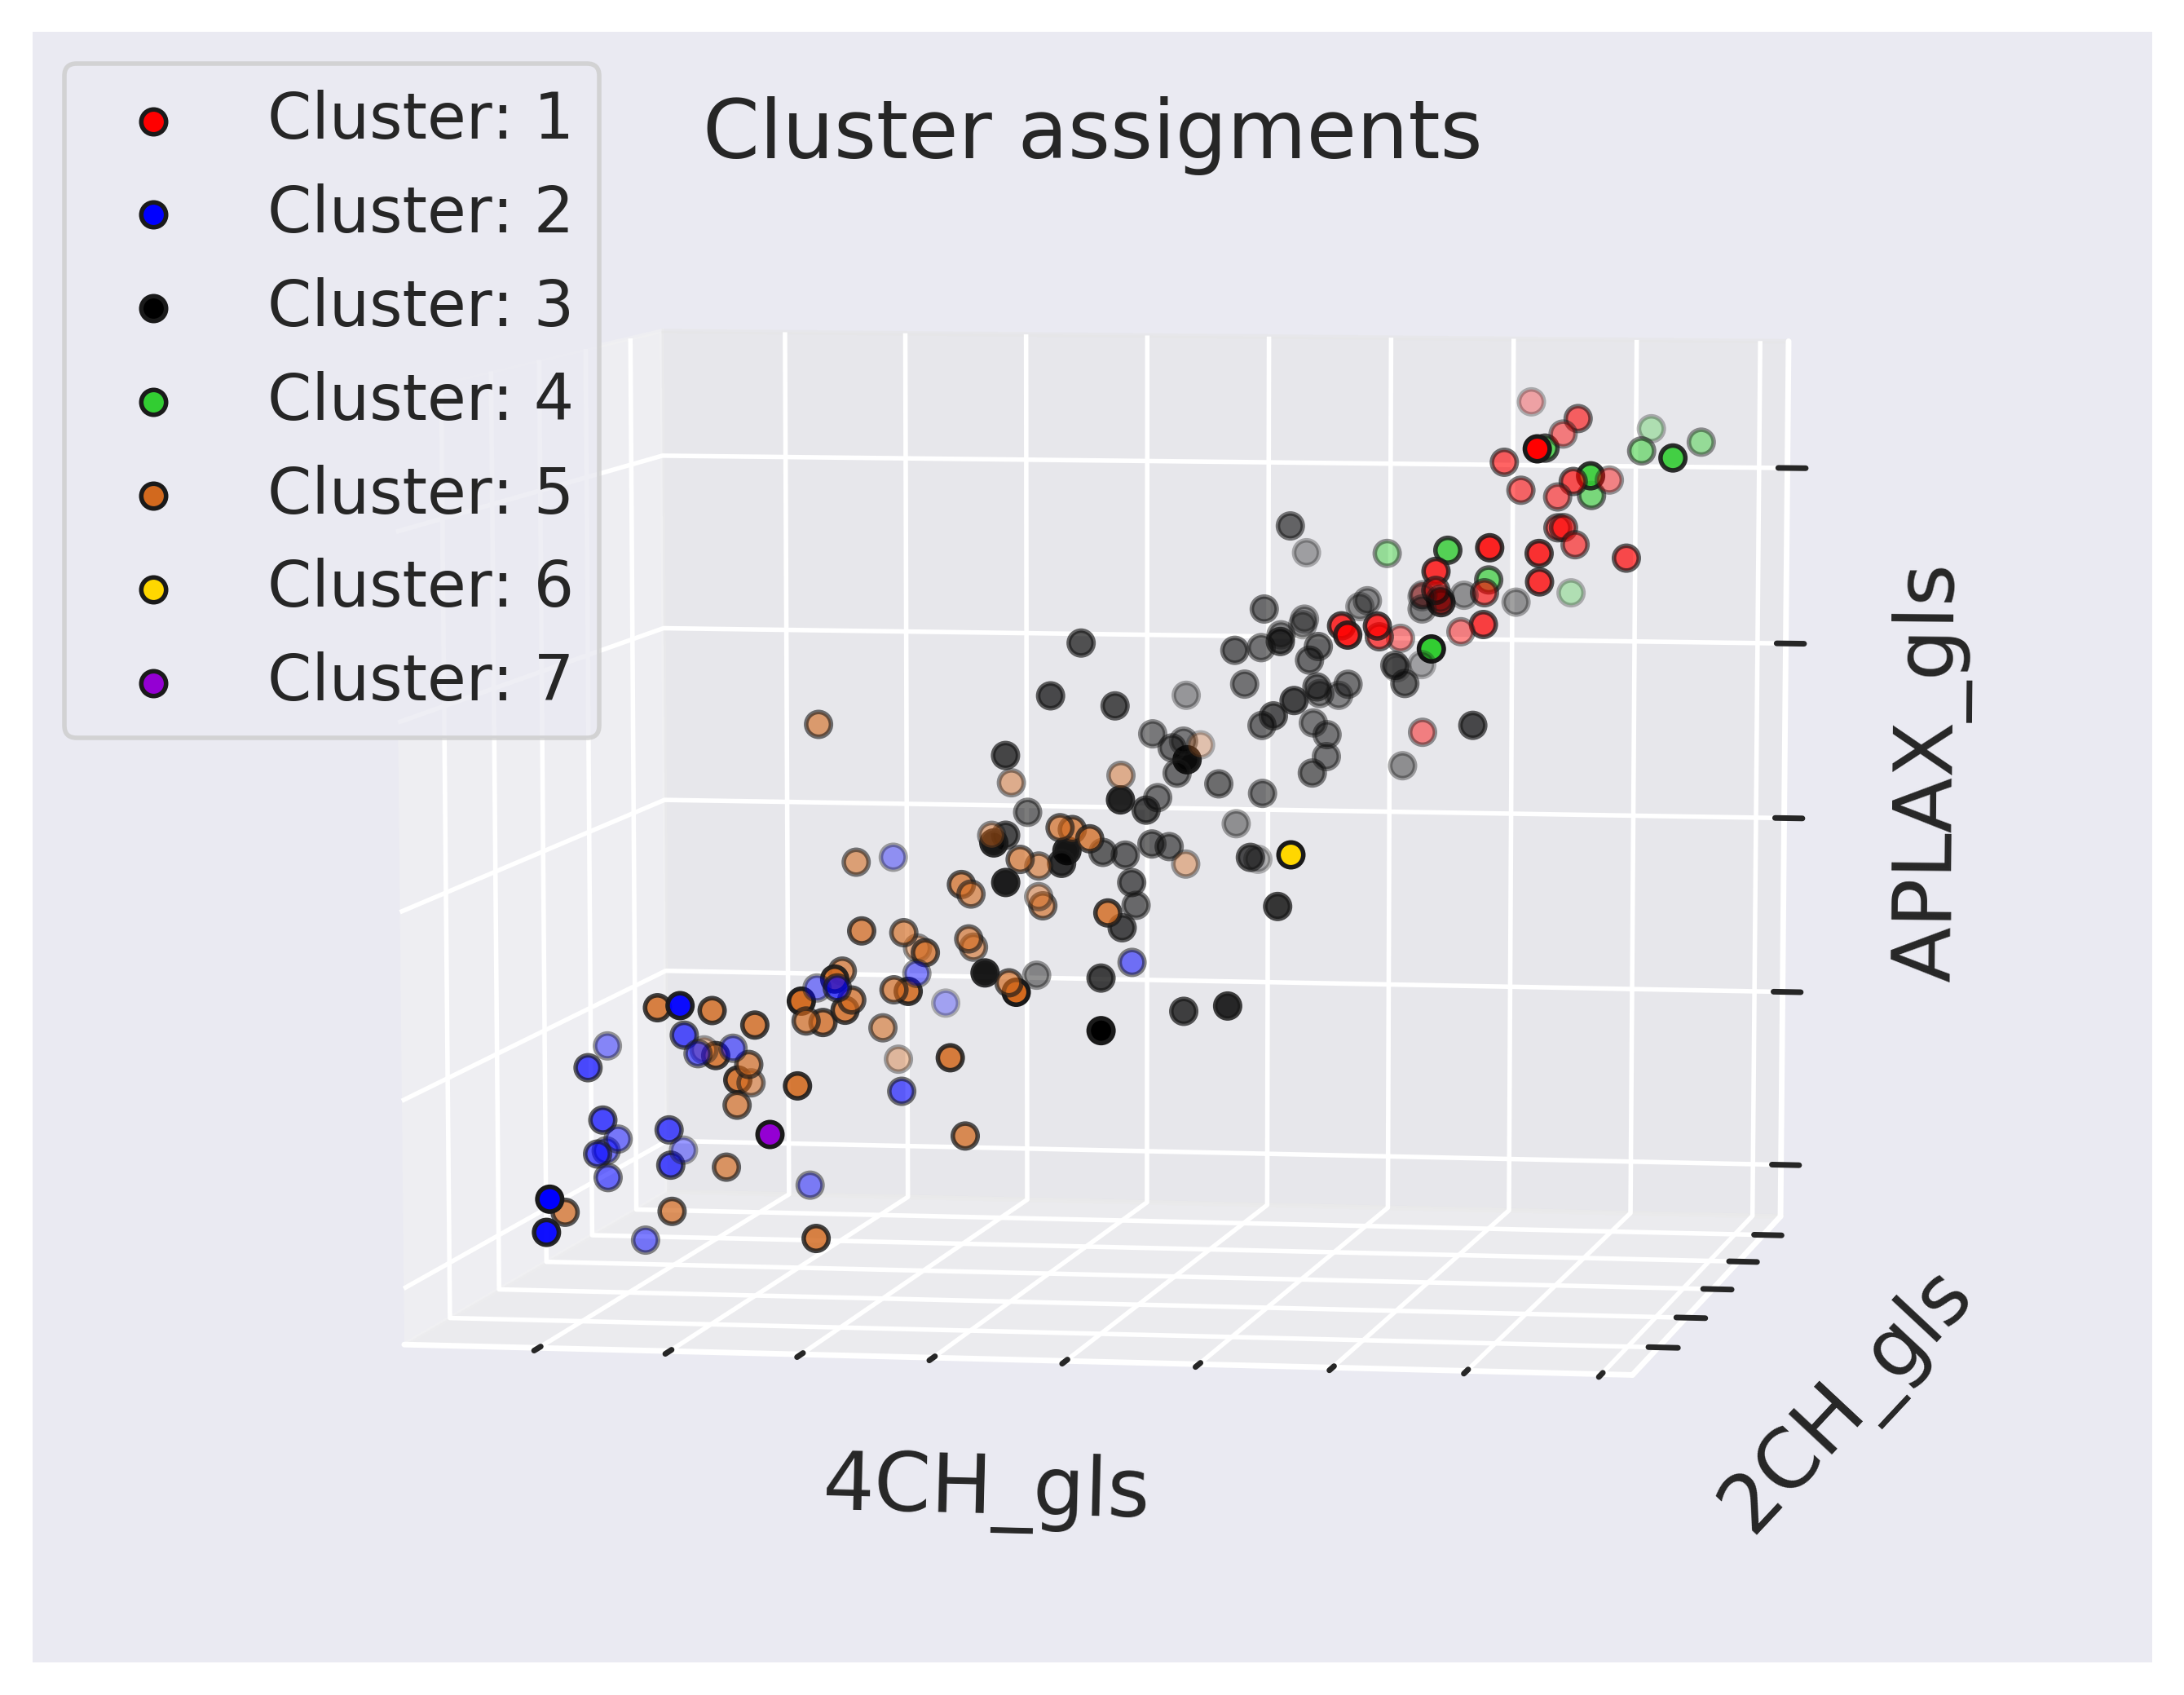 Cluster assigments
Cluster: 1
Cluster: 2
Cluster: 3
Cluster: 4
Cluster: 5
Cluster: 6
Cluster: 7
APLAX_gls
2CH_gls
4CH_gls